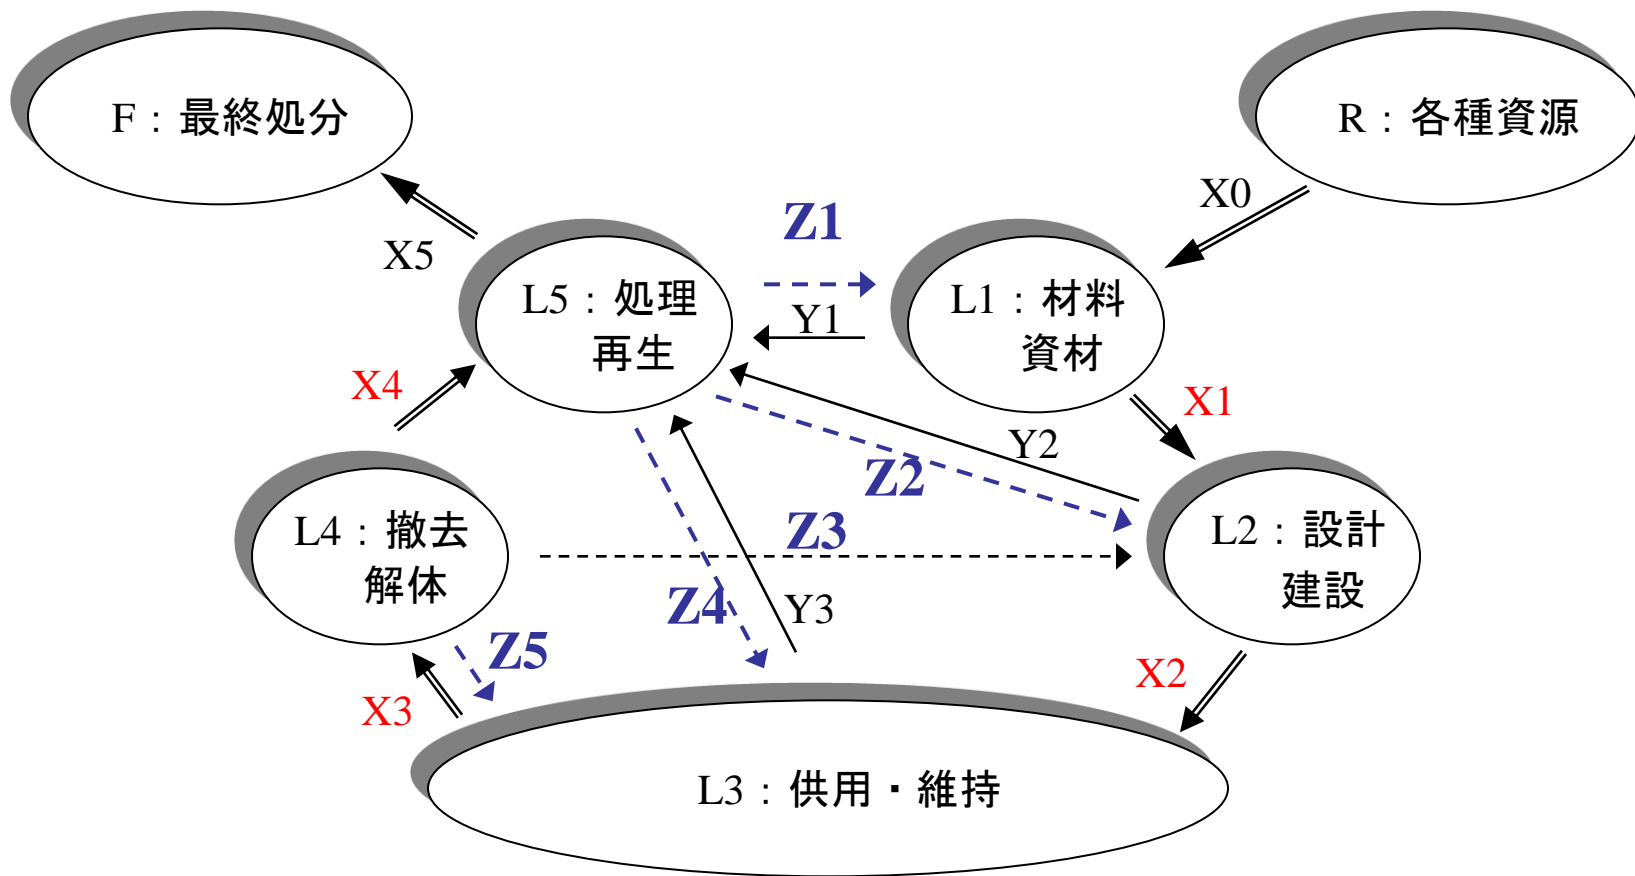 F：最終処分
R：各種資源
X0
Z1
X5
L5：処理
再生
L1：材料
資材
Y1
X4
X1
Y2
Z2
L4：撤去
解体
Z3
L2：設計
建設
Z4
Y3
Z5
X2
X3
L3：供用・維持